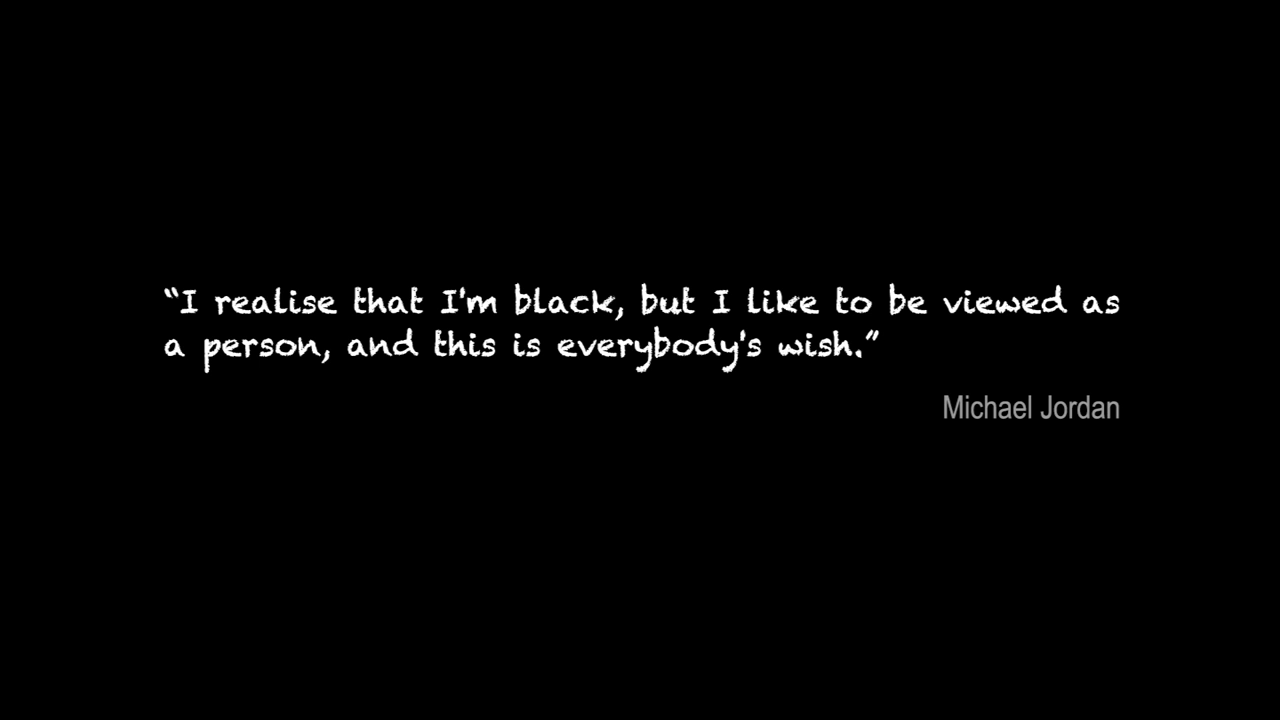 “I realise that I'm black, but I like to be viewed as
a person, and this is everybody's wish.”
Michael Jordan